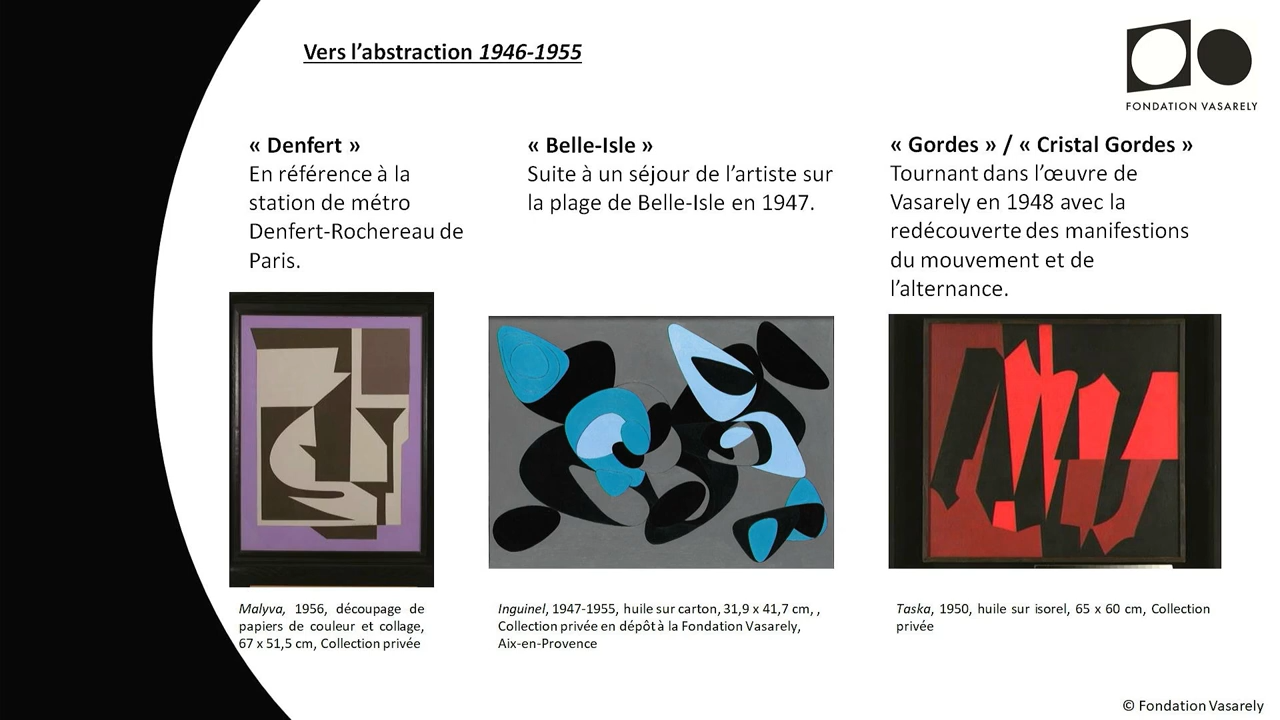 Vers l’abstraction 1946-1955
FONDATION VASARELY
« Denfert »
En référence à la
station de métro
Denfert-Rochereau de
Paris.
« Belle-Isle »
Suite à un séjour de l’artiste sur
la plage de Belle-Isle en 1947.
« Gordes » / « Cristal Gordes »
Tournant dans l’œuvre de
Vasarely en 1948 avec la
redécouverte des manifestions
du mouvement et de
l’alternance.
Malyva, 1956, découpage de
papiers de couleur et collage,
67 x 51,5 cm, Collection privée
Inguinel, 1947-1955, huile sur carton, 31,9 x 41,7 cm, ,
Collection privée en dépôt à la Fondation Vasarely,
Aix-en-Provence
Taska, 1950, huile sur isorel, 65 x 60 cm, Collection
privée
© Fondation Vasarely